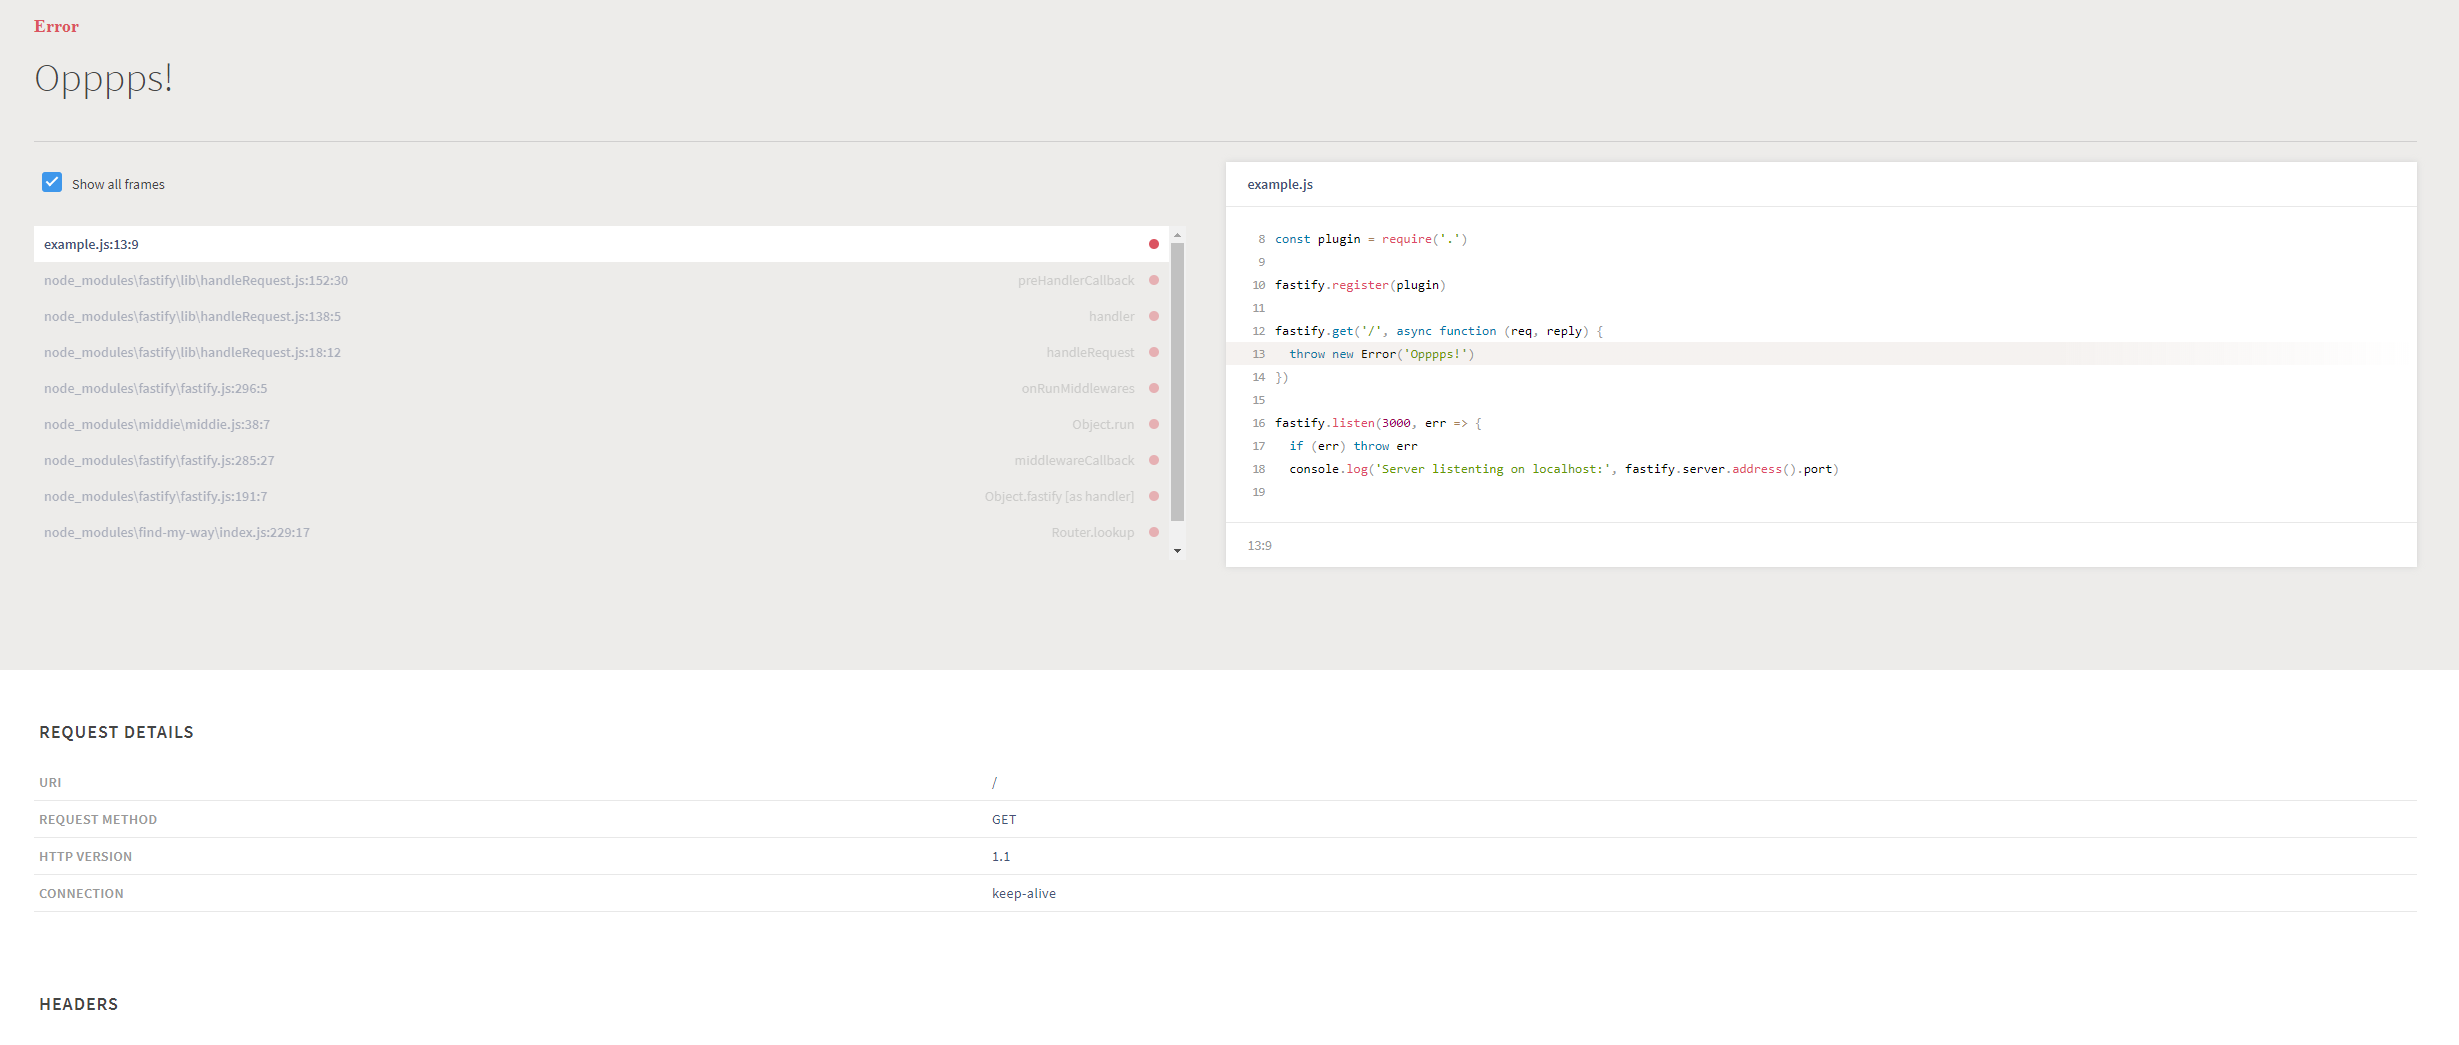 Error
Opppps!
Show all frames
example.js:13:9
node_modules\fastify\lib\handleRequest.js:152:30 preHandlerCallback
node_modules\fastify\lib\handleRequest.js:138:5 handler
node_modules\fastify\lib\handleRequest.js:18:12 handleRequest
node_modules\fastify\fastify.js:296:5 onRunMiddlewares
node_modules\middie\middie.js:38:7 Object.run
node_modules\fastify\fastify.js:285:27 middlewareCallback
node_modules\fastify\fastify.js:191:7 Object.fastify [as handler]
node_modules\find-my-way\index.js:229:17 Router.lookup
example.js
8 const plugin = require('.')
9
10 fastify.register(plugin)
11
12 fastify.get('/', async function (req, reply) {
13   throw new Error('Opppps!')
14 })
15
16 fastify.listen(3000, err => {
17   if (err) throw err
18   console.log('Server listenting on localhost:', fastify.server.address().port)
19
13:9
REQUEST DETAILS
URI /
REQUEST METHOD GET
HTTP VERSION 1.1
CONNECTION keep-alive
HEADERS